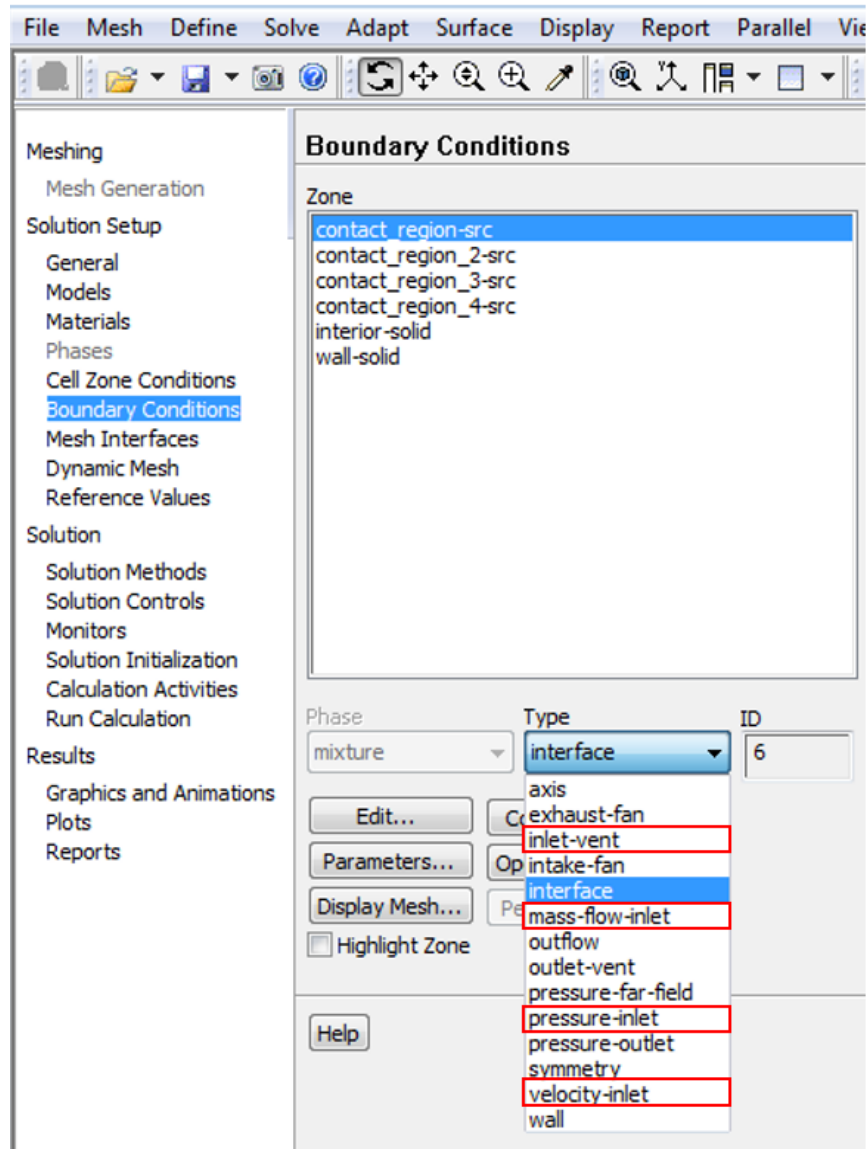 File Mesh Define Solve Adapt Surface Display Report Parallel
Meshing
Mesh Generation
Solution Setup
General
Models
Materials
Phases
Cell Zone Conditions
Boundary Conditions
Mesh Interfaces
Dynamic Mesh
Reference Values
Solution
Solution Methods
Solution Controls
Monitors
Solution Initialization
Calculation Activities
Run Calculation
Results
Graphics and Animations
Plots
Reports
Boundary Conditions
Zone
contact_region-src
contact_region_2-src
contact_region_3-src
contact_region_4-src
interior-solid
wall-solid
Phase Type ID
mixture interface 6
Edit...
Parameters...
Display Mesh...
Highlight Zone
Help
axis
exhaust-fan
inlet-vent
intake-fan
interface
mass-flow-inlet
outflow
outlet-vent
pressure-far-field
pressure-inlet
pressure-outlet
symmetry
velocity-inlet
wall